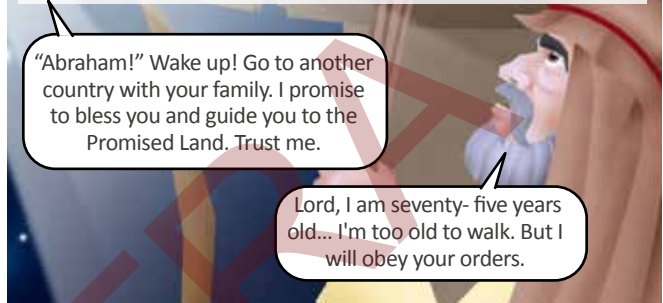 “Abraham!” Wake up! Go to another
country with your family. I promise
to bless you and guide you to the
Promised Land. Trust me.
Lord, I am seventy- five years
old... I'm too old to walk. But I
will obey your orders.